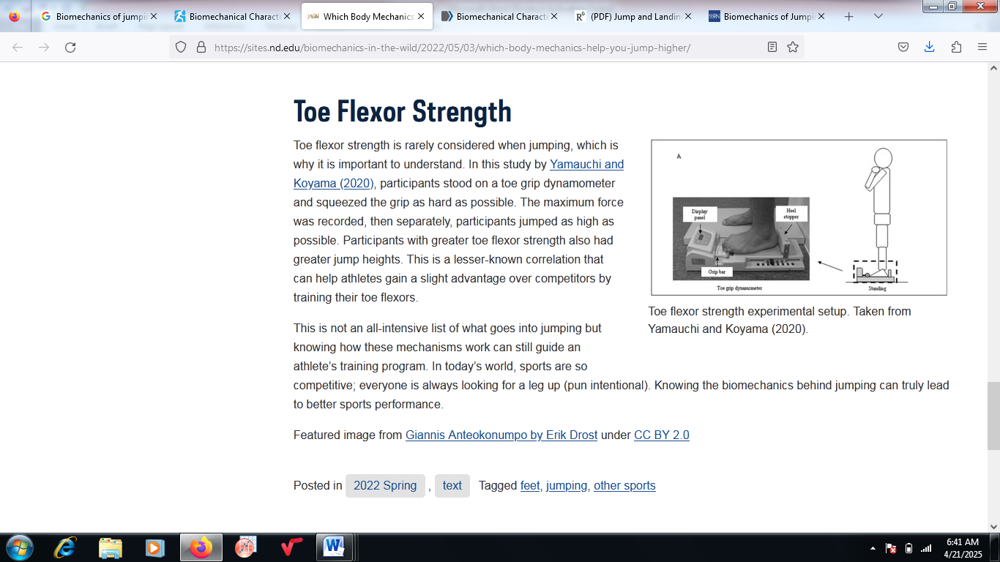 Biomechanics of jumpin
Biomechanical Characte
Which Body Mechanics
Biomechanical Characte
(PDF) Jump and Landin
Biomechanics of Jumpi
https://sites.nd.edu/biomechanics-in-the-wild/2022/05/03/which-body-mechanics-help-you-jump-higher/
Toe Flexor Strength
Toe flexor strength is rarely considered when jumping, which is
why it is important to understand. In this study by Yamauchi and
Koyama (2020), participants stood on a toe grip dynamometer
and squeezed the grip as hard as possible. The maximum force
was recorded, then separately, participants jumped as high as
possible. Participants with greater toe flexor strength also had
greater jump heights. This is a lesser-known correlation that
can help athletes gain a slight advantage over competitors by
training their toe flexors.
A
Display
panel
Heel
stopper
Grip bar
Toe grip dynamometer
Standing
Toe flexor strength experimental setup. Taken from
Yamauchi and Koyama (2020).
This is not an all-intensive list of what goes into jumping but
knowing how these mechanisms work can still guide an
athlete’s training program. In today’s world, sports are so
competitive; everyone is always looking for a leg up (pun intentional). Knowing the biomechanics behind jumping can truly lead
to better sports performance.
Featured image from Giannis Anteokonumpo by Erik Drost under CC BY 2.0
Posted in 2022 Spring , text Tagged feet, jumping, other sports
6:41 AM
4/21/2025